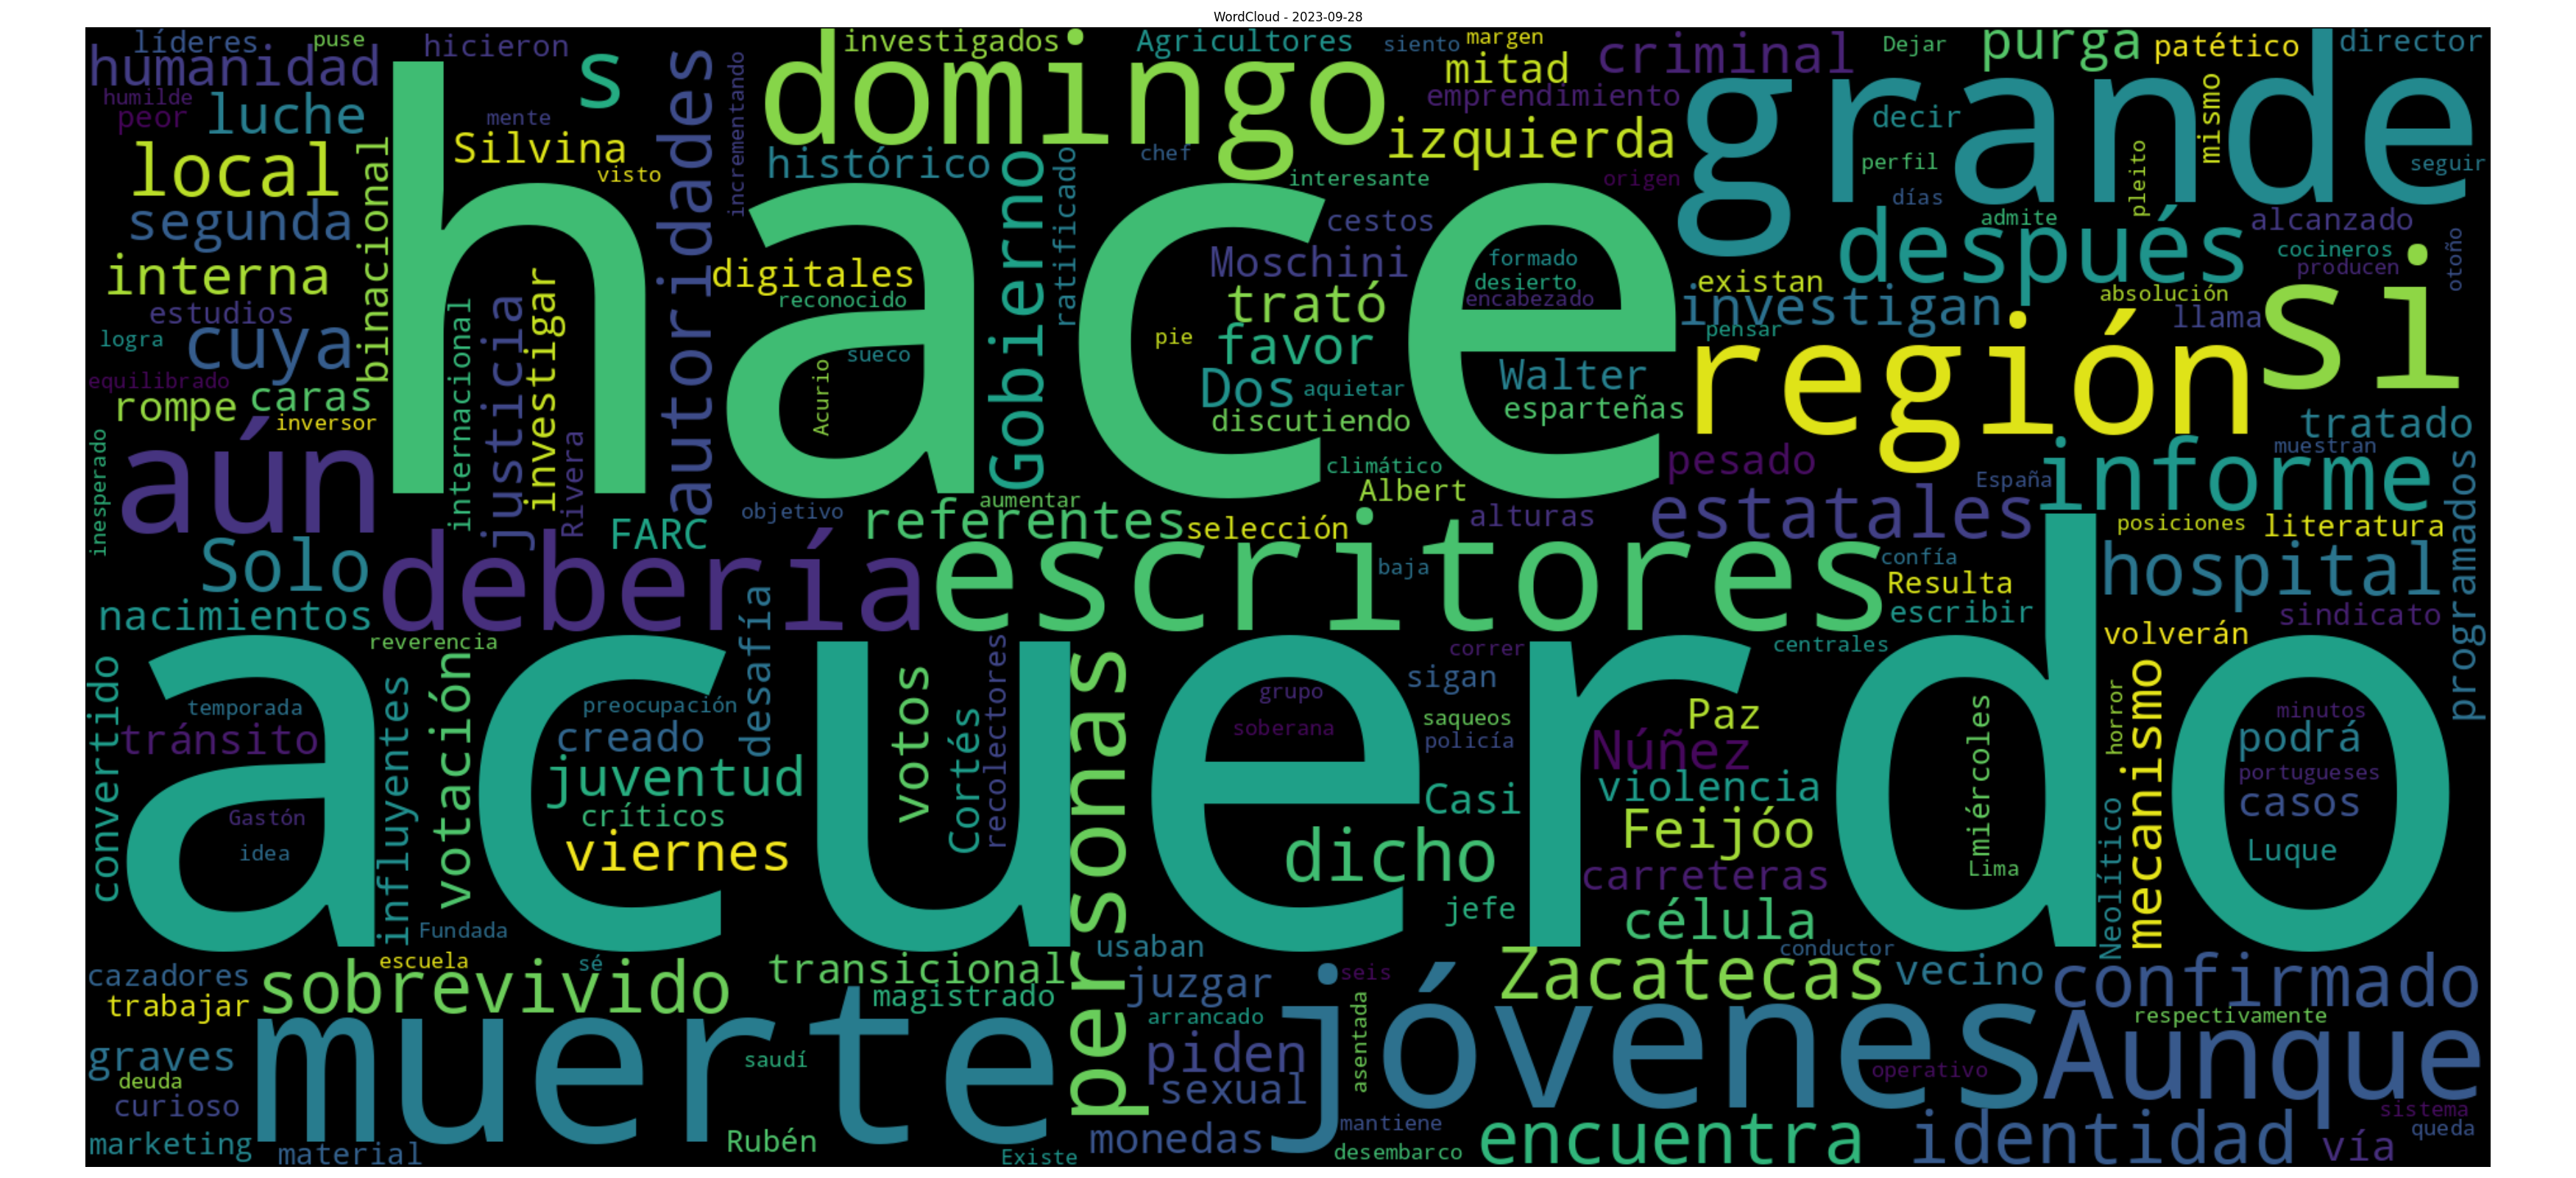 WordCloud - 2023-09-28
líderes
puse
hicieron
s
investigados
Agricultores
siento
margen
criminal
Dejar
purga
patético
director
humanidad
domingo
mitad
grande
humilde
peor
luche
mente
Silvina
visto
autoridades
incrementando
histórico
chef
emprendimiento
izquierda
decir
mismo
perfil
pleito
seguir
local
segunda
binacional
hace
Gobierno
ratificado
interesante
origen
días
admite
después
alcanzado
cestos
cocineros
producen
otoño
interna
digitales
reconocido
Moschini
formado
desierto
encabezado
existan
investigan
absolución
llama
si
estudios
internacional
justicia
investigar
trató
pensar
región
logra
cuya
sueco
pie
favor
equilibrado
caras
Acurio
Dos
aquietar
Walter
esparteñas
rompe
inversor
discutiendo
tratado
inesperado
aún
Rivera
climático
pesado
muestran
informe
España
programados
Albert
objetivo
aumentar
referentes
selección
alturas
estatales
posiciones
literatura
FARC
Solo
debería
escritores
baja
confía
Resulta
hospital
nacimientos
desafía
escribir
sindicato
reverencia
acuerdo
recolectores
personas
correr
centrales
volverán
convertido
temporada
influyentes
votación
preocupación
votos
Cortés
grupo
sigan
saqueos
Paz
miércoles
horror
mecanismo
minutos
tránsito
creado
soberana
policía
Núñez
podrá
juventud
violencia
portugueses
Gastón
críticos
Casi
casos
idea
viernes
dicho
Feijóo
Lima
Neolítico
Luque
carreteras
jefe
célula
Fundada
usaban
conductor
cazadores
escuela
sé
transicional
seis
Zacatecas
vecino
confirmado
trabajar
sobrevivido
magistrado
juzgar
arrancado
jóvenes
respectivamente
graves
muerte
saudí
piden
asentada
operativo
Aunque
deuda
curioso
sexual
sistema
marketing
material
Rubén
Existe
monedas
mantiene
desembarco
encuentra
identidad
vía
queda